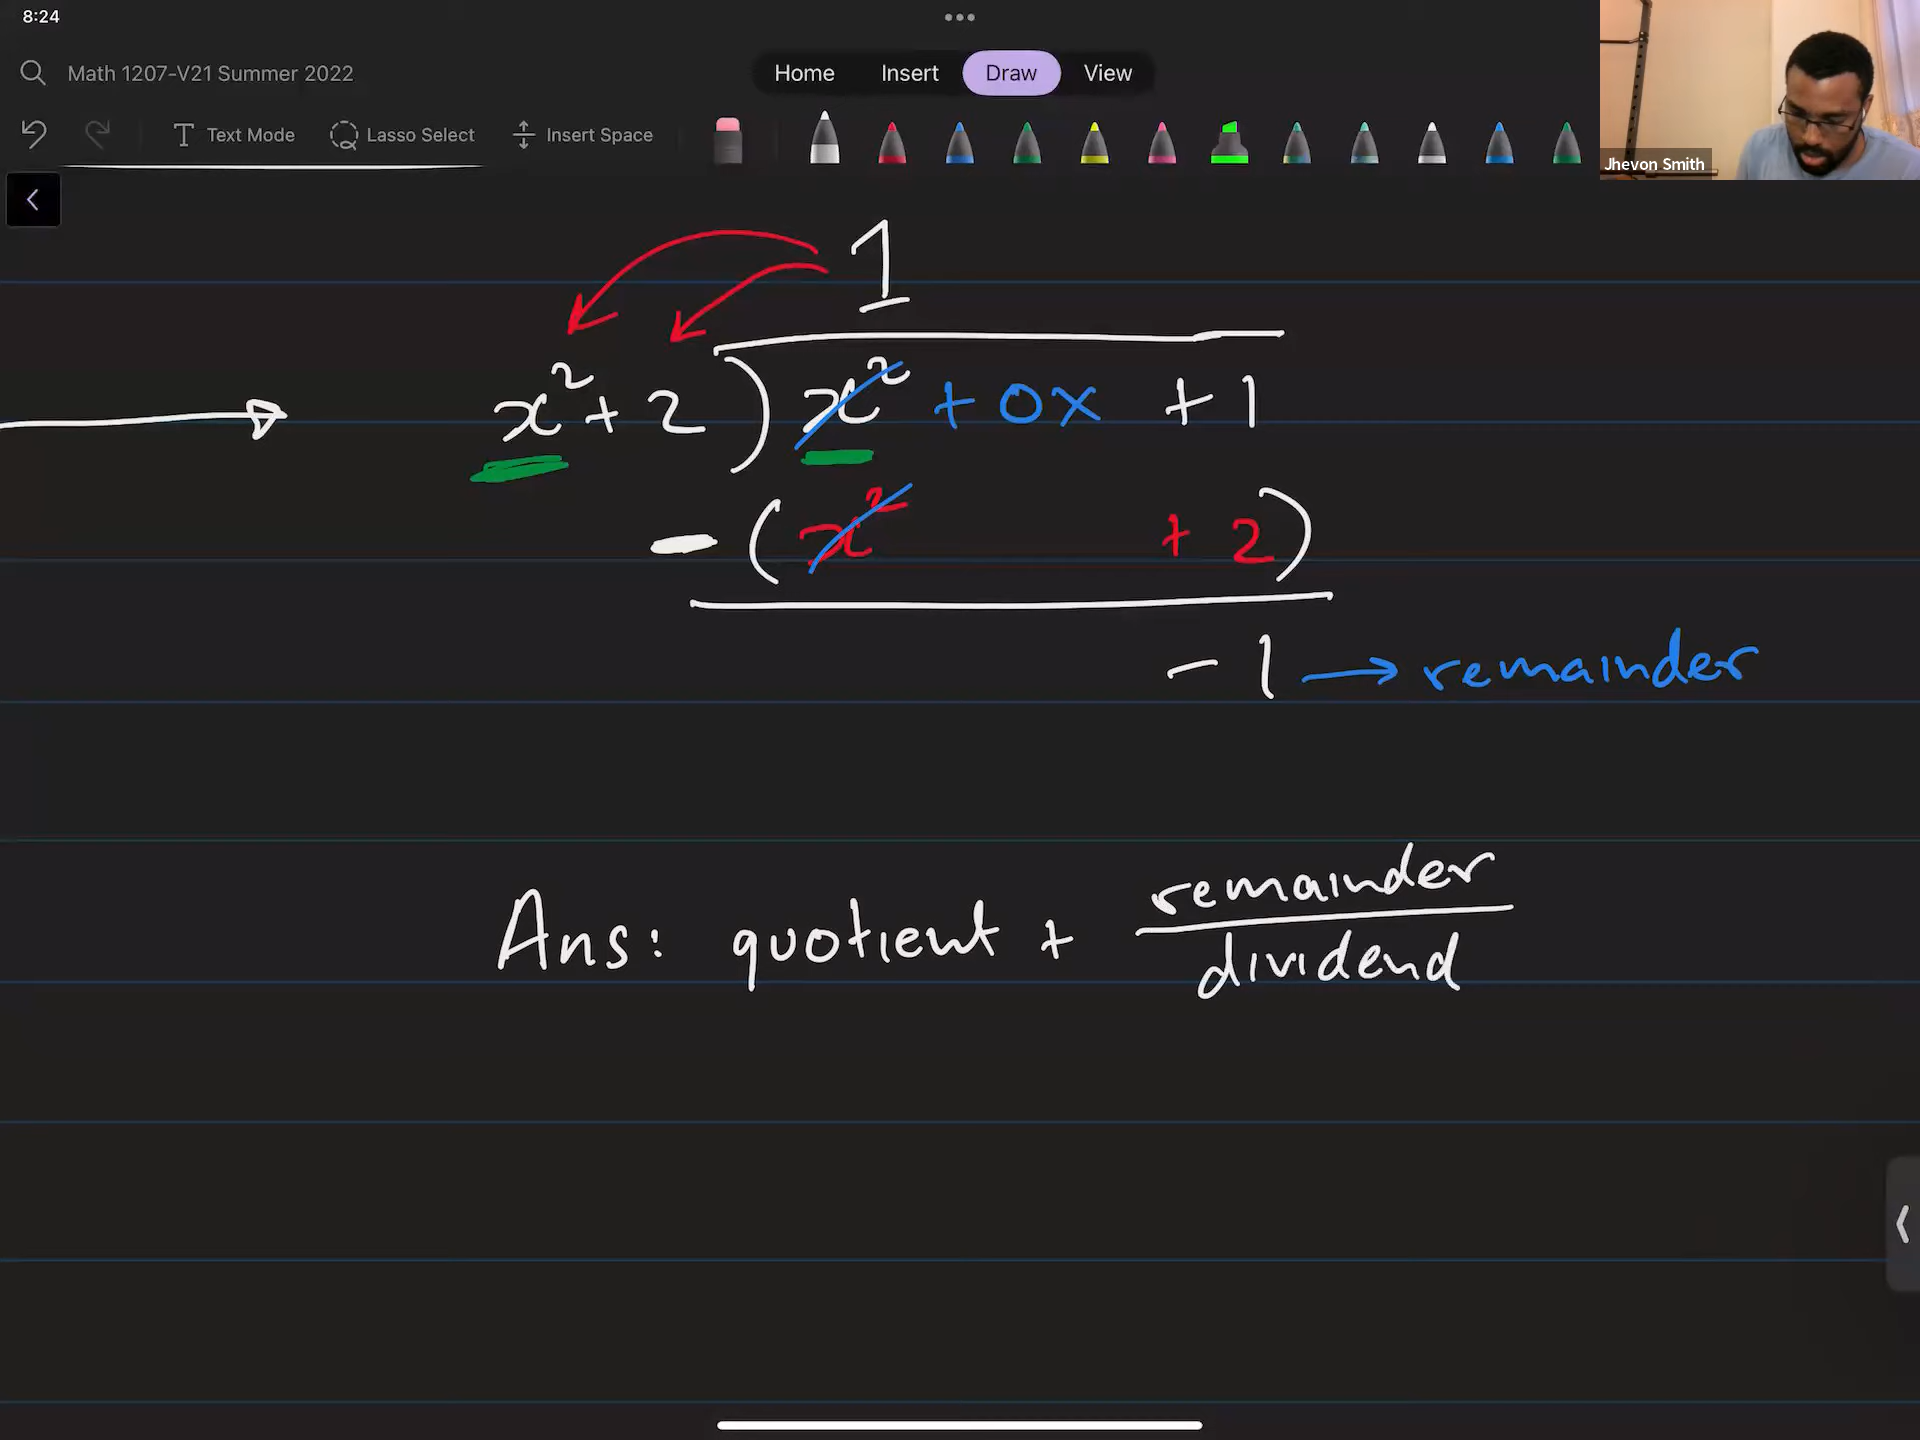 8:24
Math 1207-V21 Summer 2022
Home Insert Draw View
Text Mode Lasso Select Insert Space
Jhevon Smith
1
x² + 2 ) x² + 0x + 1
- ( x² + 2 )
- 1 → remainder
Ans: quotient + remainder
dividend